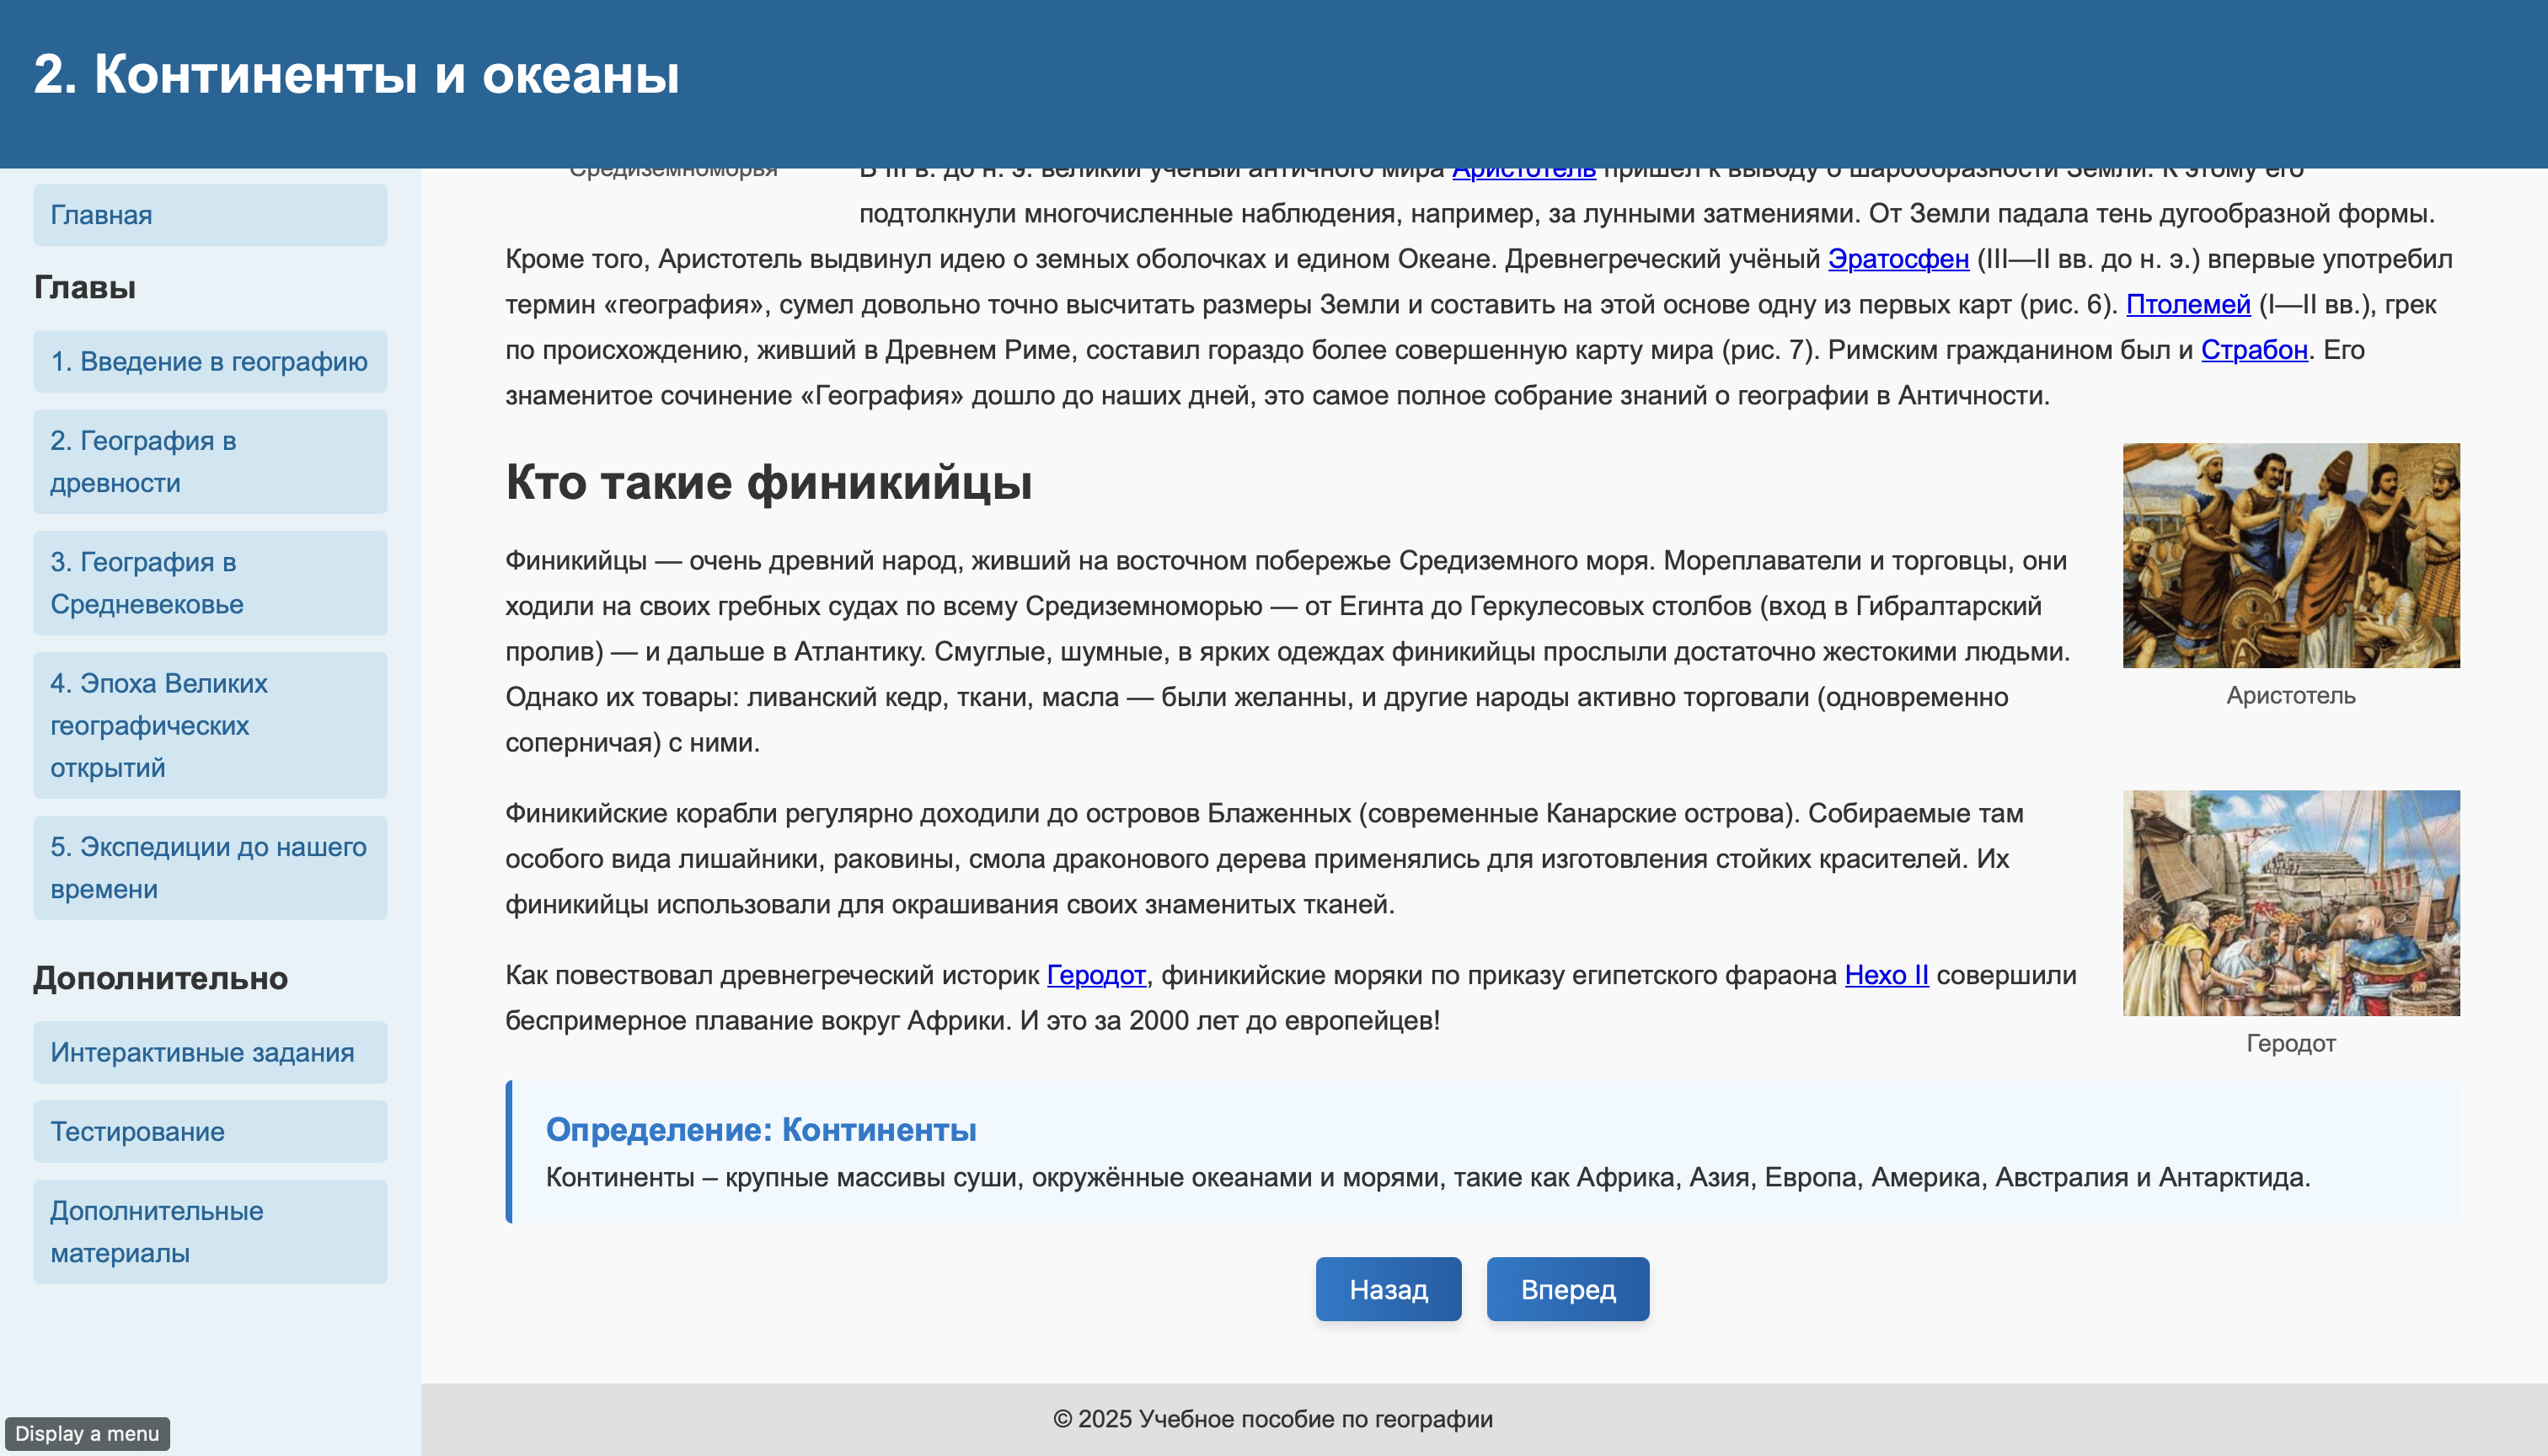 2. Континенты и океаны
Главная
Главы
1. Введение в географию
2. География в
древности
3. География в
Средневековье
4. Эпоха Великих
географических
открытий
5. Экспедиции до нашего
времени
Дополнительно
Интерактивные задания
Тестирование
Дополнительные
материалы
Display a menu
Средиземноморья
В III в. до н. э. великий учёный античного мира Аристотель пришёл к выводу о шарообразности Земли. К этому его
подтолкнули многочисленные наблюдения, например, за лунными затмениями. От Земли падала тень дугообразной формы.
Кроме того, Аристотель выдвинул идею о земных оболочках и едином Океане. Древнегреческий учёный Эратосфен (III—II вв. до н. э.) впервые употребил
термин «география», сумел довольно точно высчитать размеры Земли и составить на этой основе одну из первых карт (рис. 6). Птолемей (I—II вв.), грек
по происхождению, живший в Древнем Риме, составил гораздо более совершенную карту мира (рис. 7). Римским гражданином был и Страбон. Его
знаменитое сочинение «География» дошло до наших дней, это самое полное собрание знаний о географии в Античности.
Кто такие финикийцы
Финикийцы — очень древний народ, живший на восточном побережье Средиземного моря. Мореплаватели и торговцы, они
ходили на своих гребных судах по всему Средиземноморью — от Егинта до Геркулесовых столбов (вход в Гибралтарский
пролив) — и дальше в Атлантику. Смуглые, шумные, в ярких одеждах финикийцы прослыли достаточно жестокими людьми.
Однако их товары: ливанский кедр, ткани, масла — были желанны, и другие народы активно торговали (одновременно
соперничая) с ними.
Аристотель
Финикийские корабли регулярно доходили до островов Блаженных (современные Канарские острова). Собираемые там
особого вида лишайники, раковины, смола драконового дерева применялись для изготовления стойких красителей. Их
финикийцы использовали для окрашивания своих знаменитых тканей.
Как повествовал древнегреческий историк Геродот, финикийские моряки по приказу египетского фараона Нехо II совершили
беспримерное плавание вокруг Африки. И это за 2000 лет до европейцев!
Геродот
Определение: Континенты
Континенты – крупные массивы суши, окружённые океанами и морями, такие как Африка, Азия, Европа, Америка, Австралия и Антарктида.
Назад
Вперед
© 2025 Учебное пособие по географии